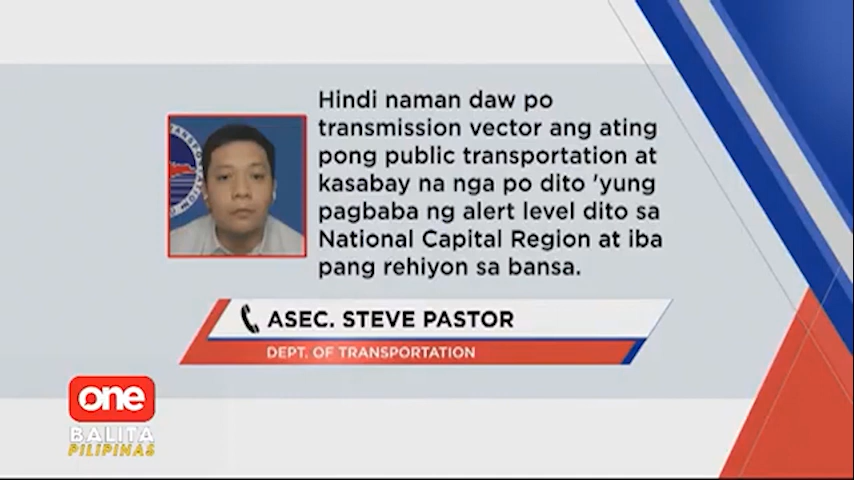 Hindi naman daw po
transmission vector ang ating
pong public transportation at
kasabay na nga po dito 'yung
pagbaba ng alert level dito sa
National Capital Region at iba
pang rehiyon sa bansa.
ASEC. STEVE PASTOR
DEPT. OF TRANSPORTATION
one
BALITA
PILIPINAS